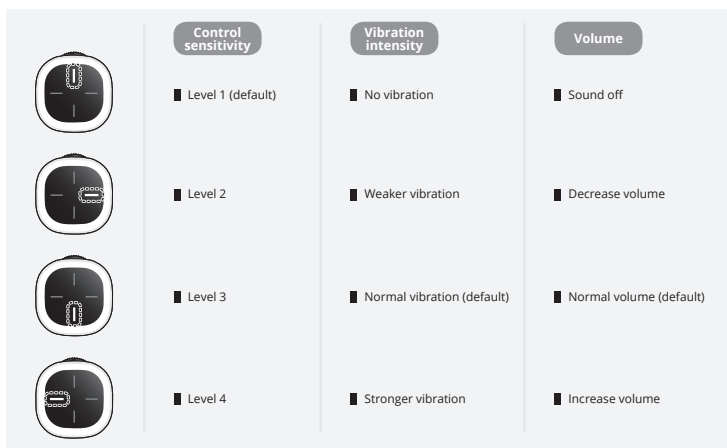 Control
sensitivity
Vibration
intensity
Volume
Level 1 (default)
No vibration
Sound off
Level 2
Weaker vibration
Decrease volume
Level 3
Normal vibration (default)
Normal volume (default)
Level 4
Stronger vibration
Increase volume